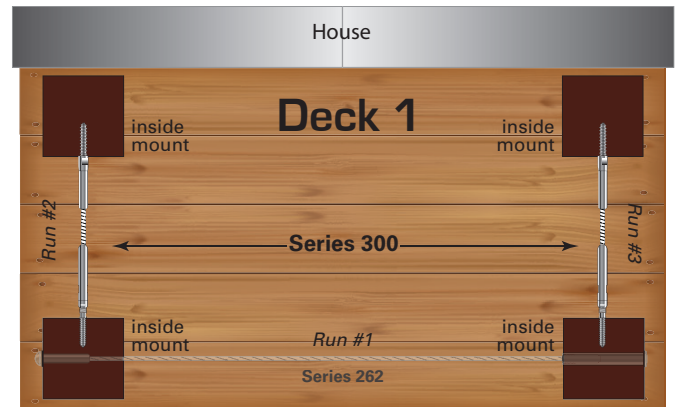 House
Deck 1
inside
mount
inside
mount
Run #2
Series 300
Run #3
inside
mount
Run #1
inside
mount
Series 262